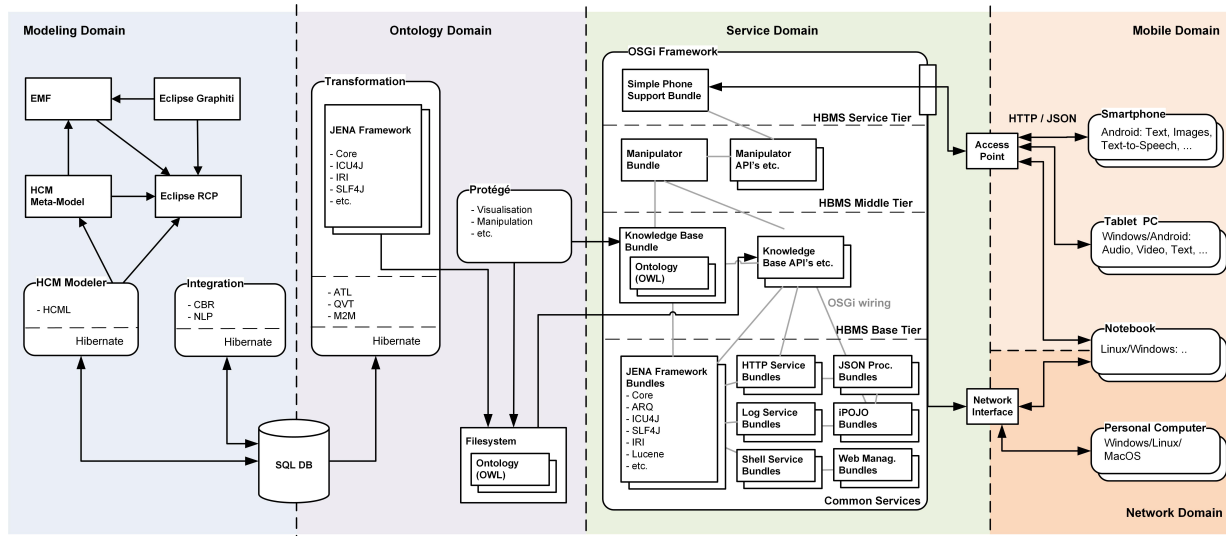 Modeling Domain
Ontology Domain
Service Domain
Mobile Domain
EMF
Eclipse Graphiti
HCM
Meta-Model
Eclipse RCP
HCM Modeler
- HCML
Hibernate
Integration
- CBR
- NLP
Hibernate
SQL DB
Transformation
JENA Framework
- Core
- ICU4J
- IRI
- SLF4J
- etc.
- ATL
- QVT
- M2M
Hibernate
Protégé
- Visualisation
- Manipulation
- etc.
Filesystem
Ontology
(OWL)
OSGi Framework
Simple Phone
Support Bundle
HBMS Service Tier
Manipulator
Bundle
Manipulator
API's etc.
HBMS Middle Tier
Knowledge Base
Bundle
Ontology
(OWL)
Knowledge
Base API's etc.
OSGi wiring
HBMS Base Tier
JENA Framework
Bundles
- Core
- ARQ
- ICU4J
- SLF4J
- IRI
- Lucene
- etc.
HTTP Service
Bundles
JSON Proc.
Bundles
Log Service
Bundles
iPOJO
Bundles
Shell Service
Bundles
Web Manag.
Bundles
Common Services
Access
Point
HTTP / JSON
Network
Interface
Smartphone
Android: Text, Images,
Text-to-Speech, ...
Tablet PC
Windows/Android:
Audio, Video, Text, ...
Notebook
Linux/Windows: ..
Personal Computer
Windows/Linux/
MacOS
Network Domain